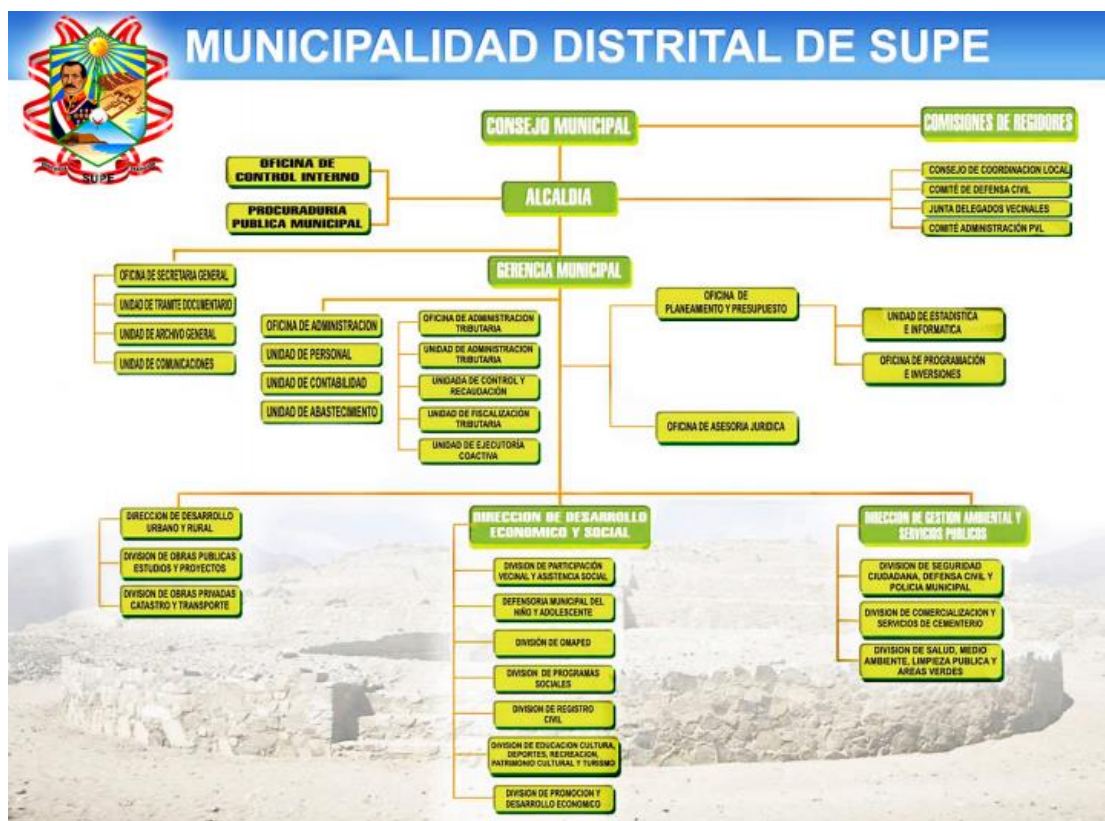 MUNICIPALIDAD DISTRITAL DE SUPE
SUPE
CONSEJO MUNICIPAL
COMISIONES DE REGIDORES
OFICINA DE
CONTROL INTERNO
PROCURADURIA
PUBLICA MUNICIPAL
ALCALDIA
CONSEJO DE COORDINACION LOCAL
COMITÉ DE DEFENSA CIVIL
JUNTA DELEGADOS VECINALES
COMITÉ ADMINISTRACIÓN PVL
GERENCIA MUNICIPAL
OFICINA DE SECRETARIA GENERAL
UNIDAD DE TRAMITE DOCUMENTARIO
UNIDAD DE ARCHIVO GENERAL
UNIDAD DE COMUNICACIONES
OFICINA DE ADMINISTRACION
UNIDAD DE PERSONAL
UNIDAD DE CONTABILIDAD
UNIDAD DE ABASTECIMIENTO
OFICINA DE ADMINISTRACION
TRIBUTARIA
UNIDAD DE ADMINISTRACION
TRIBUTARIA
UNIDADA DE CONTROL Y
RECAUDACIÓN
UNIDAD DE FISCALIZACIÓN
TRIBUTARIA
UNIDAD DE EJECUTORÍA
COACTIVA
OFICINA DE
PLANEAMIENTO Y PRESUPUESTO
UNIDAD DE ESTADISTICA
E INFORMATICA
OFICINA DE PROGRAMACIÓN
E INVERSIONES
OFICINA DE ASESORIA JURIDICA
DIRECCION DE DESARROLLO
URBANO Y RURAL
DIVISION DE OBRAS PUBLICAS
ESTUDIOS Y PROYECTOS
DIVISION DE OBRAS PRIVADAS
CATASTRO Y TRANSPORTE
DIRECCION DE DESARROLLO
ECONOMICO Y SOCIAL
DIVISION DE PARTICIPACIÓN
VECINAL Y ASISTENCIA SOCIAL
DEFENSORIA MUNICIPAL DEL
NIÑO Y ADOLESCENTE
DIVISIÓN DE OMAPED
DIVISION DE PROGRAMAS
SOCIALES
DIVISION DE REGISTRO
CIVIL
DIVISION DE EDUCACION CULTURA,
DEPORTES, RECREACION,
PATRIMONIO CULTURAL Y TURISMO
DIVISION DE PROMOCION Y
DESARROLLO ECONOMICO
DIRECCION DE GESTION AMBIENTAL Y
SERVICIOS PUBLICOS
DIVISION DE SEGURIDAD
CIUDADANA, DEFENSA CIVIL Y
POLICIA MUNICIPAL
DIVISION DE COMERCIALIZACION Y
SERVICIOS DE CEMENTERIO
DIVISION DE SALUD, MEDIO
AMBIENTE, LIMPIEZA PUBLICA Y
AREAS VERDES